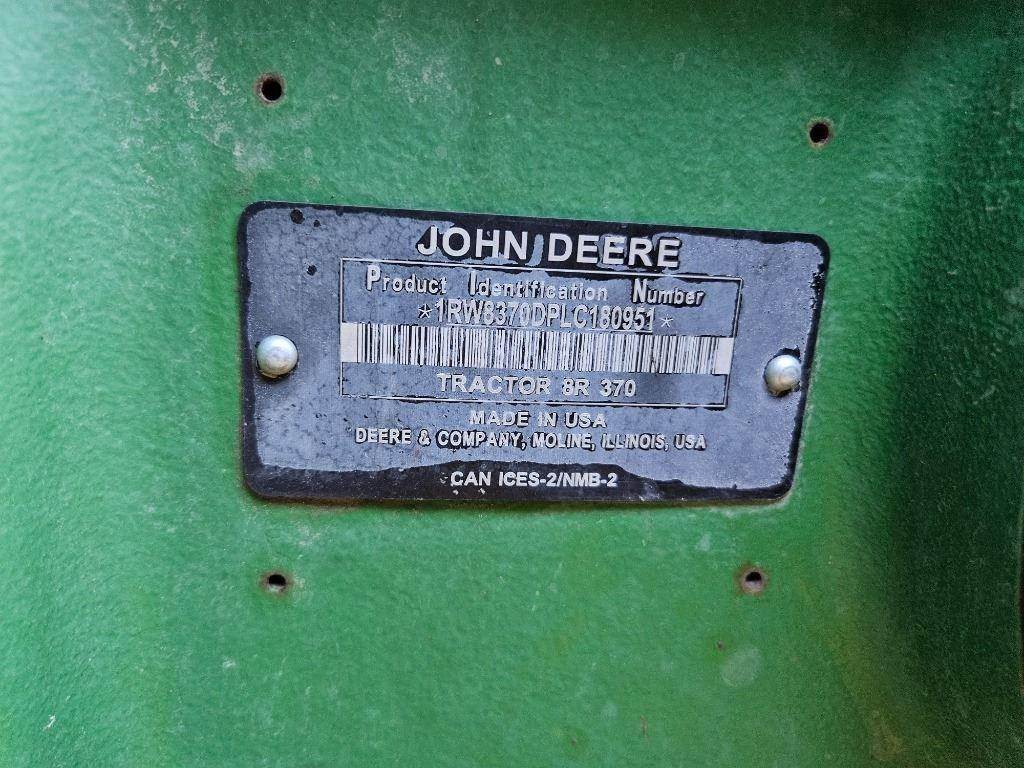 JOHN DEERE
Product Identification Number
*1RW8370DPLC180951*
TRACTOR 8R 370
MADE IN USA
DEERE & COMPANY, MOLINE, ILLINOIS, USA
CAN ICES-2/NMB-2